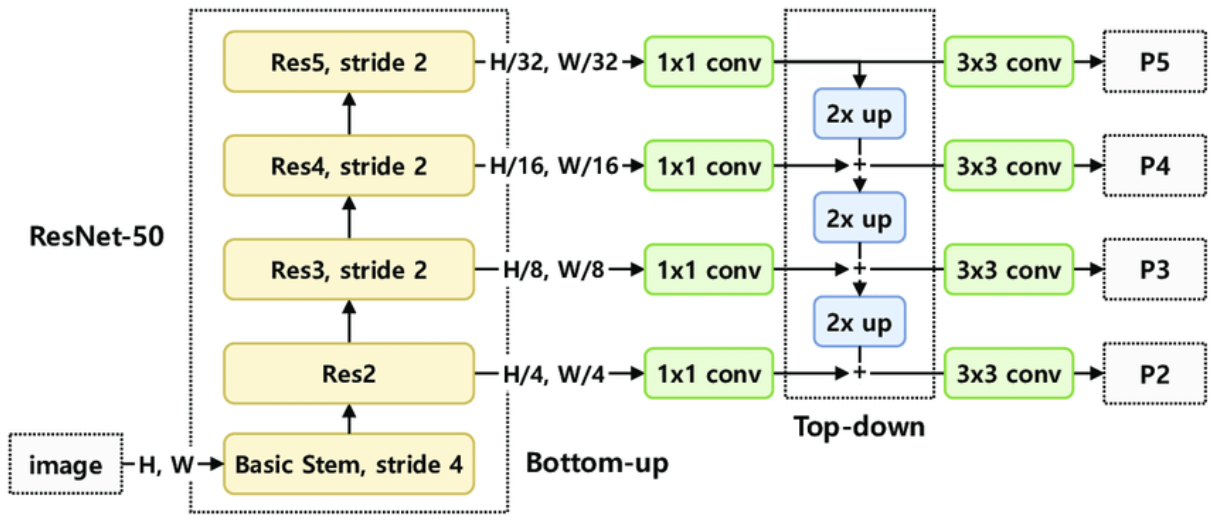 Res5, stride 2
H/32, W/32
1x1 conv
3x3 conv
P5
2x up
Res4, stride 2
H/16, W/16
1x1 conv
+
3x3 conv
P4
2x up
ResNet-50
Res3, stride 2
H/8, W/8
1x1 conv
+
3x3 conv
P3
2x up
Res2
H/4, W/4
1x1 conv
+
3x3 conv
P2
Top-down
image
H, W
Basic Stem, stride 4
Bottom-up